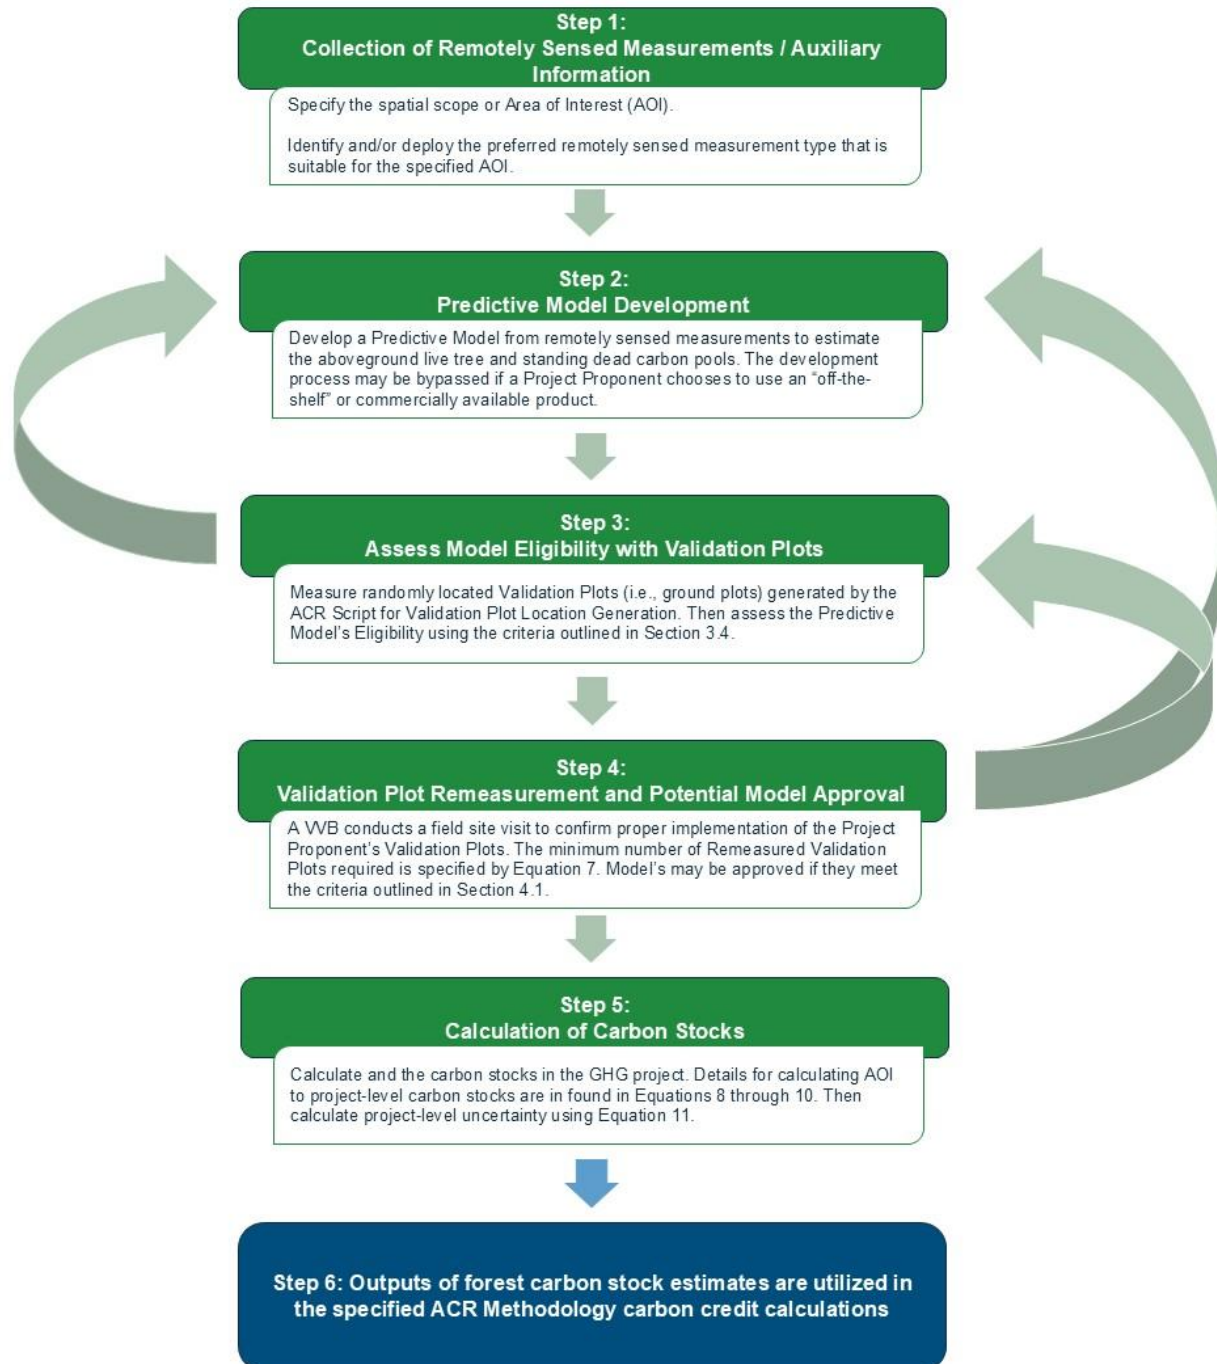 Step 1:
Collection of Remotely Sensed Measurements / Auxiliary
Information
Specify the spatial scope or Area of Interest (AOI).
Identify and/or deploy the preferred remotely sensed measurement type that is
suitable for the specified AOI.
Step 2:
Predictive Model Development
Develop a Predictive Model from remotely sensed measurements to estimate
the aboveground live tree and standing dead carbon pools. The development
process may be bypassed if a Project Proponent chooses to use an “off-the-
shelf” or commercially available product.
Step 3:
Assess Model Eligibility with Validation Plots
Measure randomly located Validation Plots (i.e., ground plots) generated by the
ACR Script for Validation Plot Location Generation. Then assess the Predictive
Model’s Eligibility using the criteria outlined in Section 3.4.
Step 4:
Validation Plot Remeasurement and Potential Model Approval
A VVB conducts a field site visit to confirm proper implementation of the Project
Proponent’s Validation Plots. The minimum number of Remeasured Validation
Plots required is specified by Equation 7. Model’s may be approved if they meet
the criteria outlined in Section 4.1.
Step 5:
Calculation of Carbon Stocks
Calculate and the carbon stocks in the GHG project. Details for calculating AOI
to project-level carbon stocks are in found in Equations 8 through 10. Then
calculate project-level uncertainty using Equation 11.
Step 6: Outputs of forest carbon stock estimates are utilized in
the specified ACR Methodology carbon credit calculations